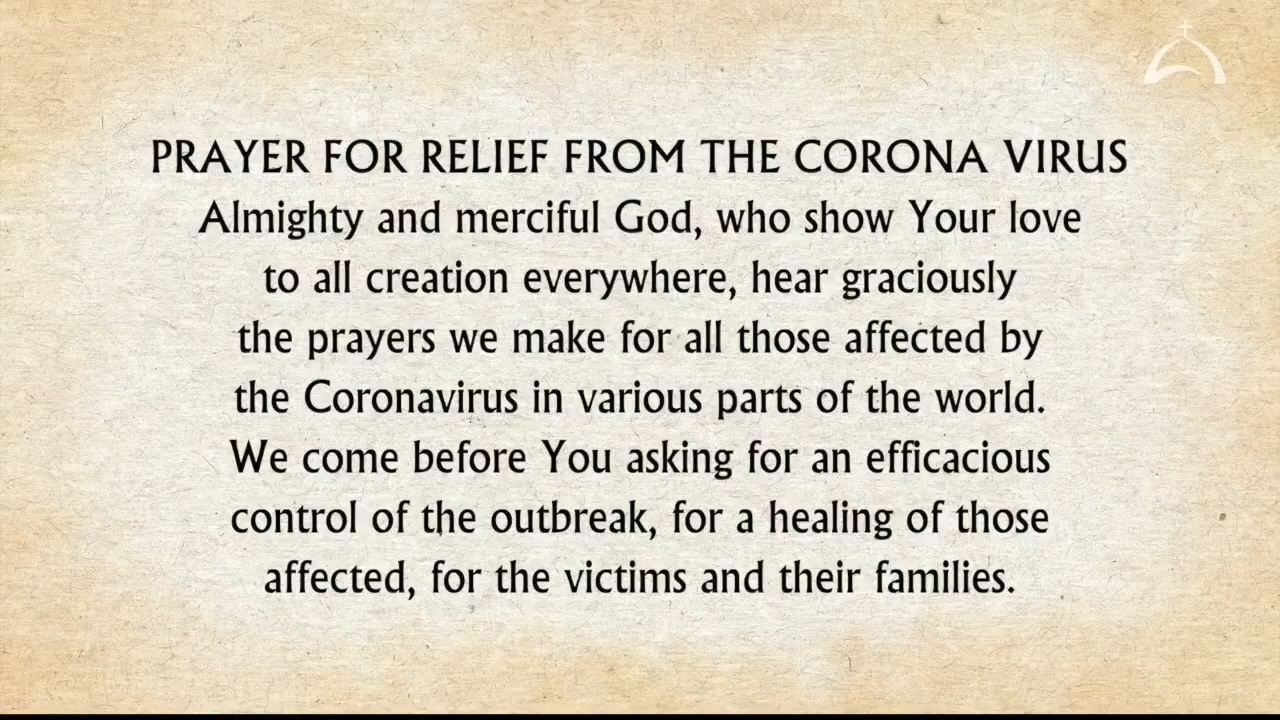 PRAYER FOR RELIEF FROM THE CORONA VIRUS
Almighty and merciful God, who show Your love
to all creation everywhere, hear graciously
the prayers we make for all those affected by
the Coronavirus in various parts of the world.
We come before You asking for an efficacious
control of the outbreak, for a healing of those
affected, for the victims and their families.